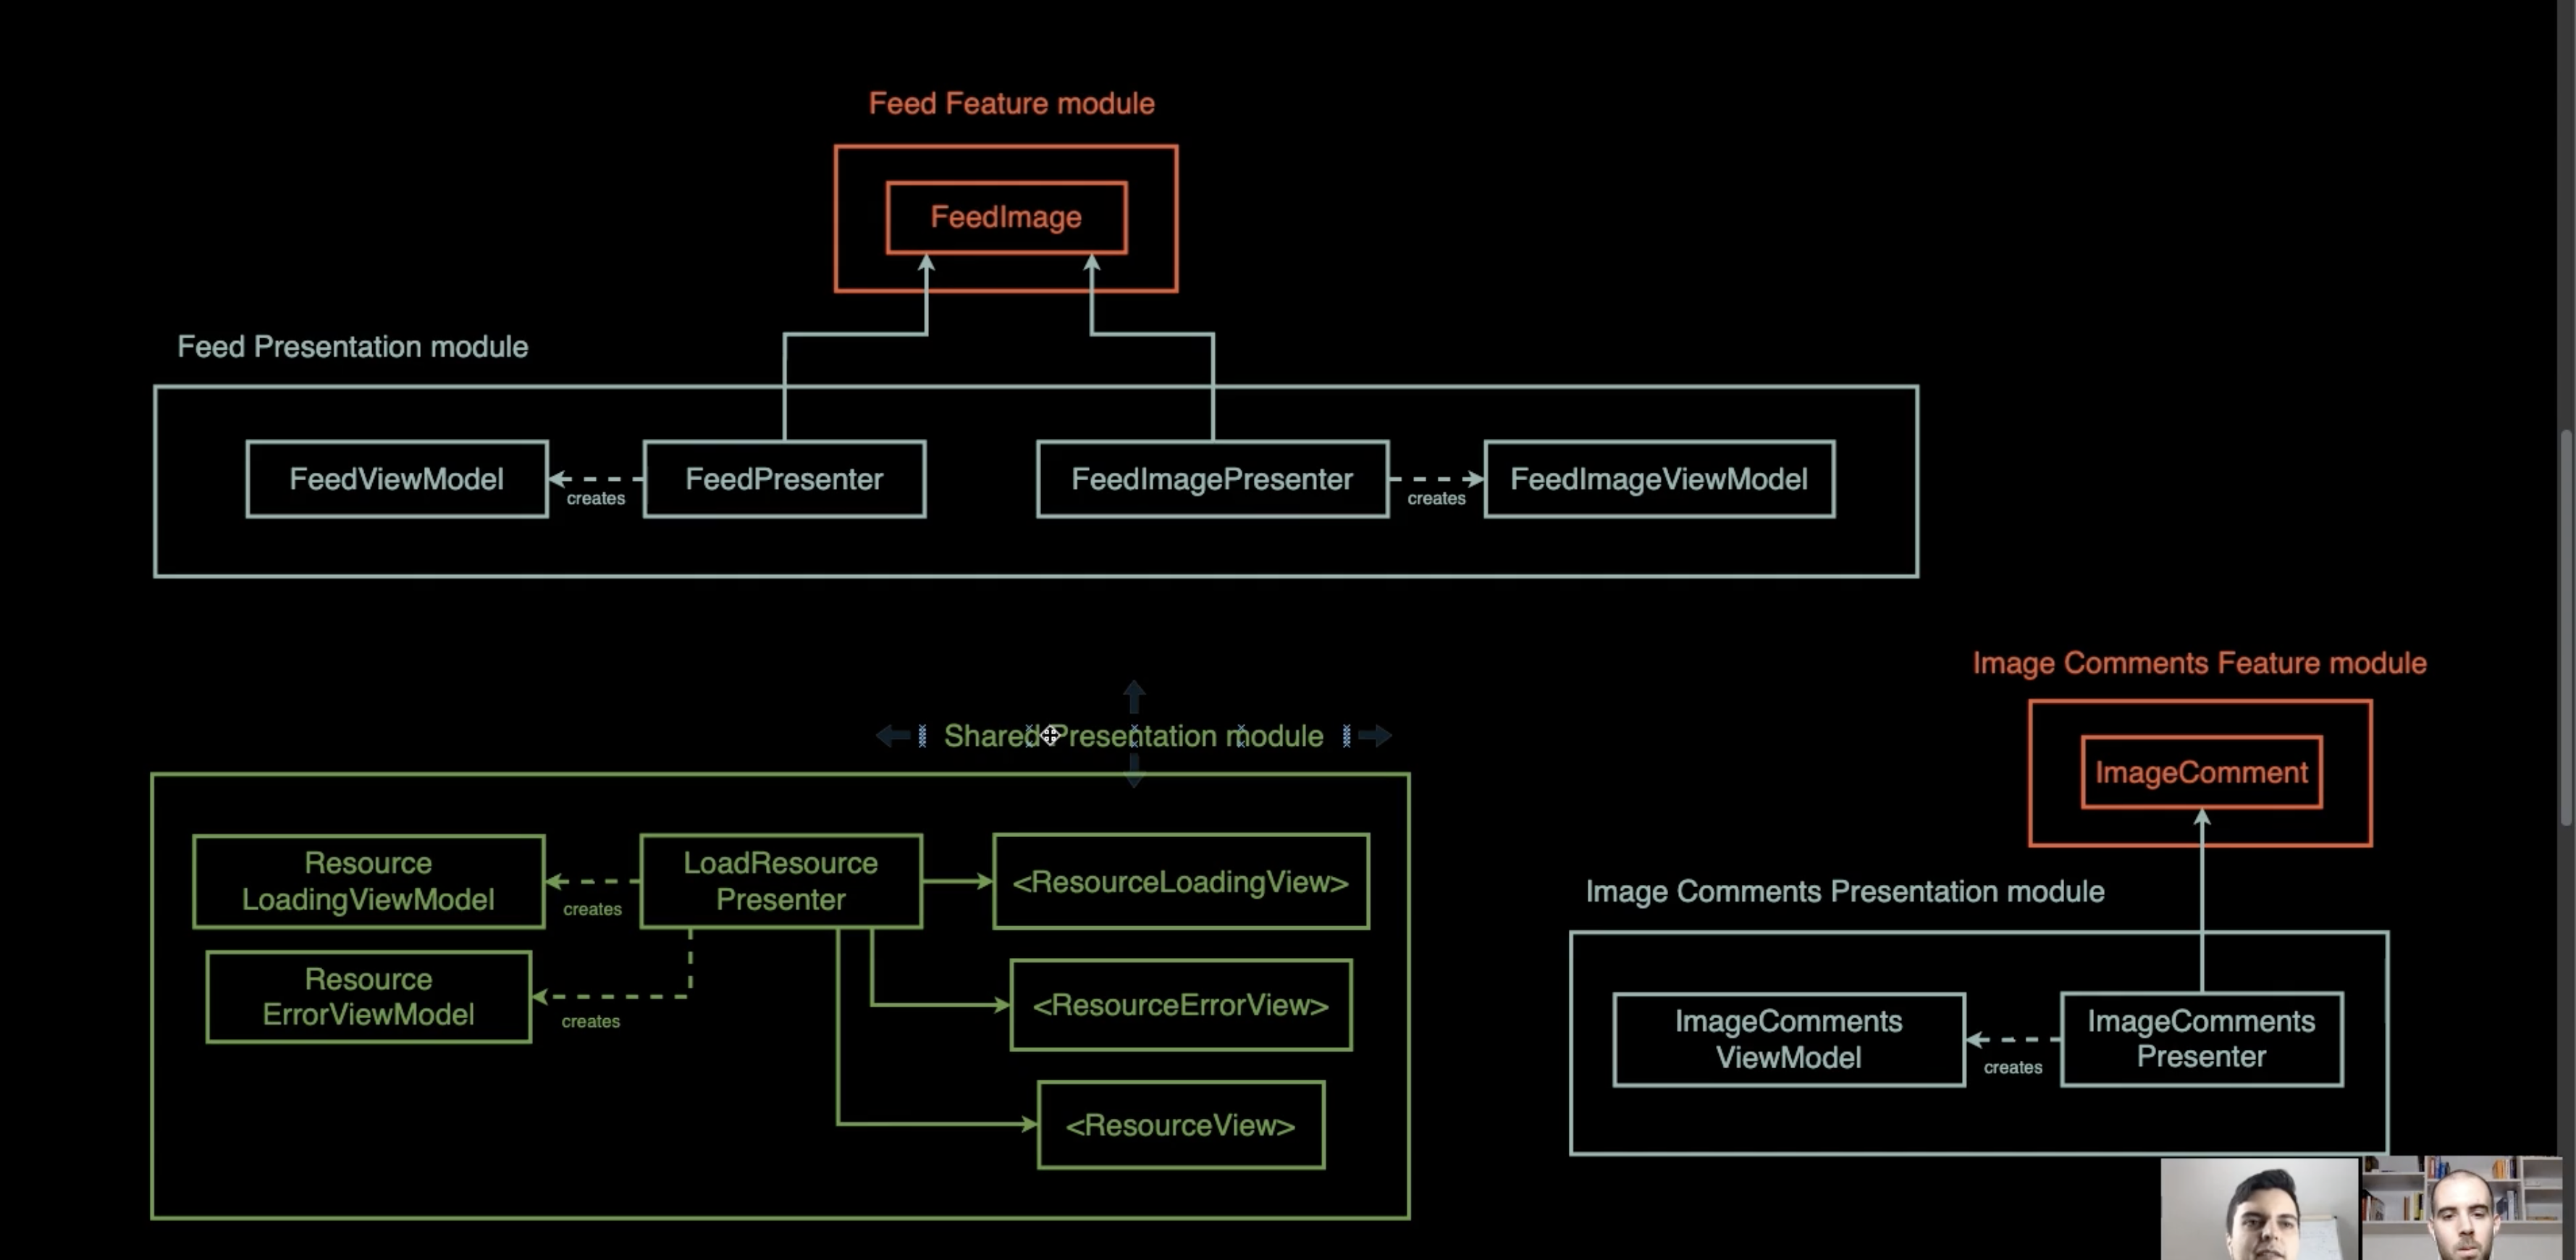 Feed Feature module
FeedImage
Feed Presentation module
FeedViewModel
creates
FeedPresenter
FeedImagePresenter
creates
FeedImageViewModel
Shared Presentation module
Resource
LoadingViewModel
creates
LoadResource
Presenter
<ResourceLoadingView>
Resource
ErrorViewModel
creates
<ResourceErrorView>
<ResourceView>
Image Comments Feature module
ImageComment
Image Comments Presentation module
ImageComments
ViewModel
creates
ImageComments
Presenter